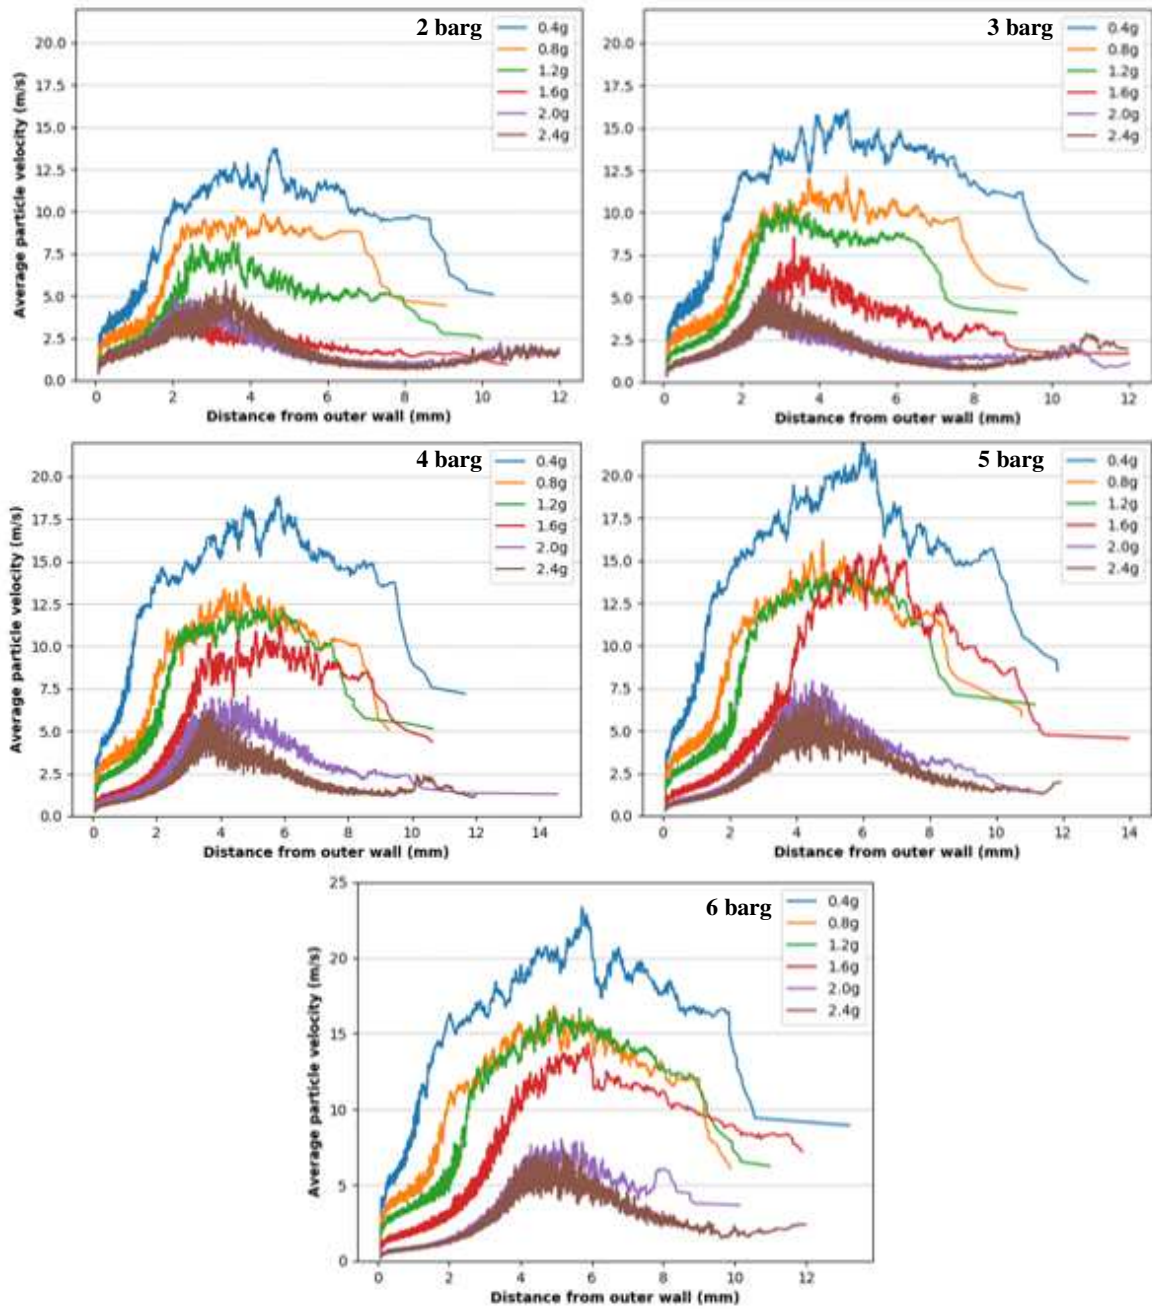 2 barg
0.4g
0.8g
1.2g
1.6g
2.0g
2.4g
20.0
17.5
15.0
12.5
10.0
7.5
5.0
2.5
0.0
Average particle velocity (m/s)
0 2 4 6 8 10 12
Distance from outer wall (mm)
3 barg
0.4g
0.8g
1.2g
1.6g
2.0g
2.4g
20.0
17.5
15.0
12.5
10.0
7.5
5.0
2.5
0.0
0 2 4 6 8 10 12
Distance from outer wall (mm)
4 barg
0.4g
0.8g
1.2g
1.6g
2.0g
2.4g
20.0
17.5
15.0
12.5
10.0
7.5
5.0
2.5
0.0
Average particle velocity (m/s)
0 2 4 6 8 10 12 14
Distance from outer wall (mm)
5 barg
0.4g
0.8g
1.2g
1.6g
2.0g
2.4g
20.0
17.5
15.0
12.5
10.0
7.5
5.0
2.5
0.0
Average particle velocity (m/s)
0 2 4 6 8 10 12 14
Distance from outer wall (mm)
6 barg
0.4g
0.8g
1.2g
1.6g
2.0g
2.4g
25
20
15
10
5
0
Average particle velocity (m/s)
0 2 4 6 8 10 12
Distance from outer wall (mm)